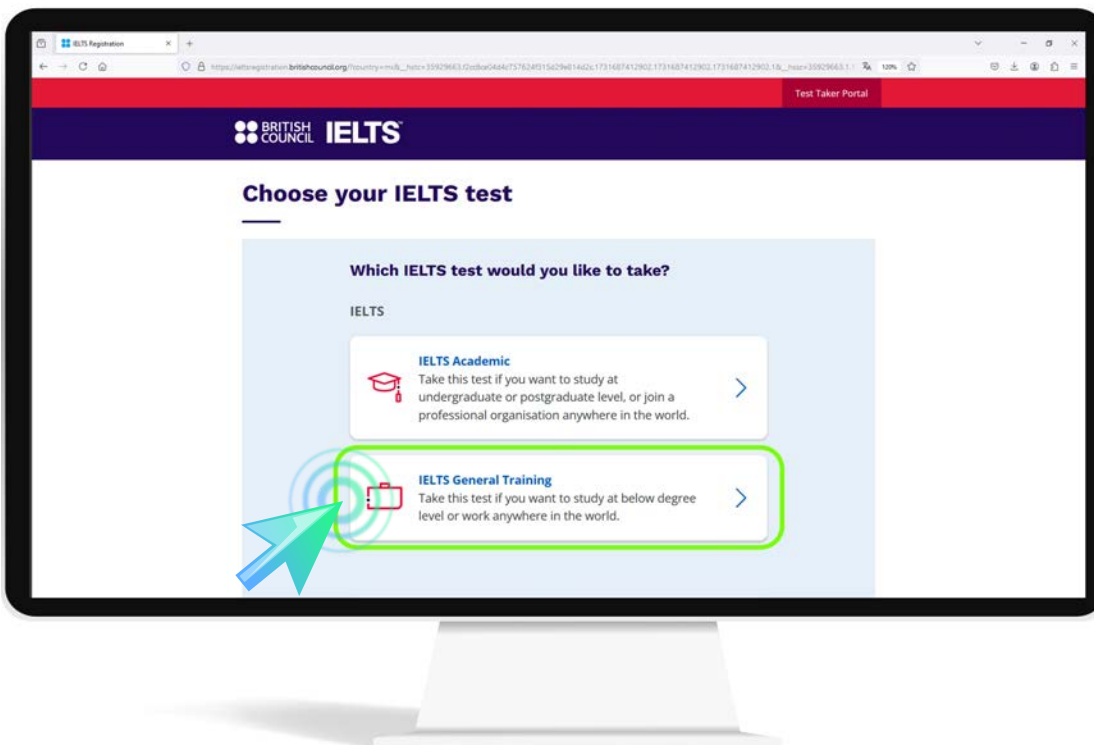 IELTS Registration
Test Taker Portal
BRITISH
COUNCIL
IELTS
Choose your IELTS test
Which IELTS test would you like to take?
IELTS
IELTS Academic
Take this test if you want to study at
undergraduate or postgraduate level, or join a
professional organisation anywhere in the world.
IELTS General Training
Take this test if you want to study at below degree
level or work anywhere in the world.